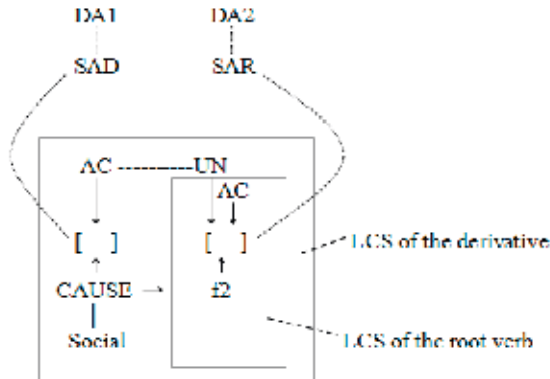 DA1 DA2
SAD SAR
AC UN
AC
[ ] [ ] LCS of the derivative
CAUSE f2
Social LCS of the root verb